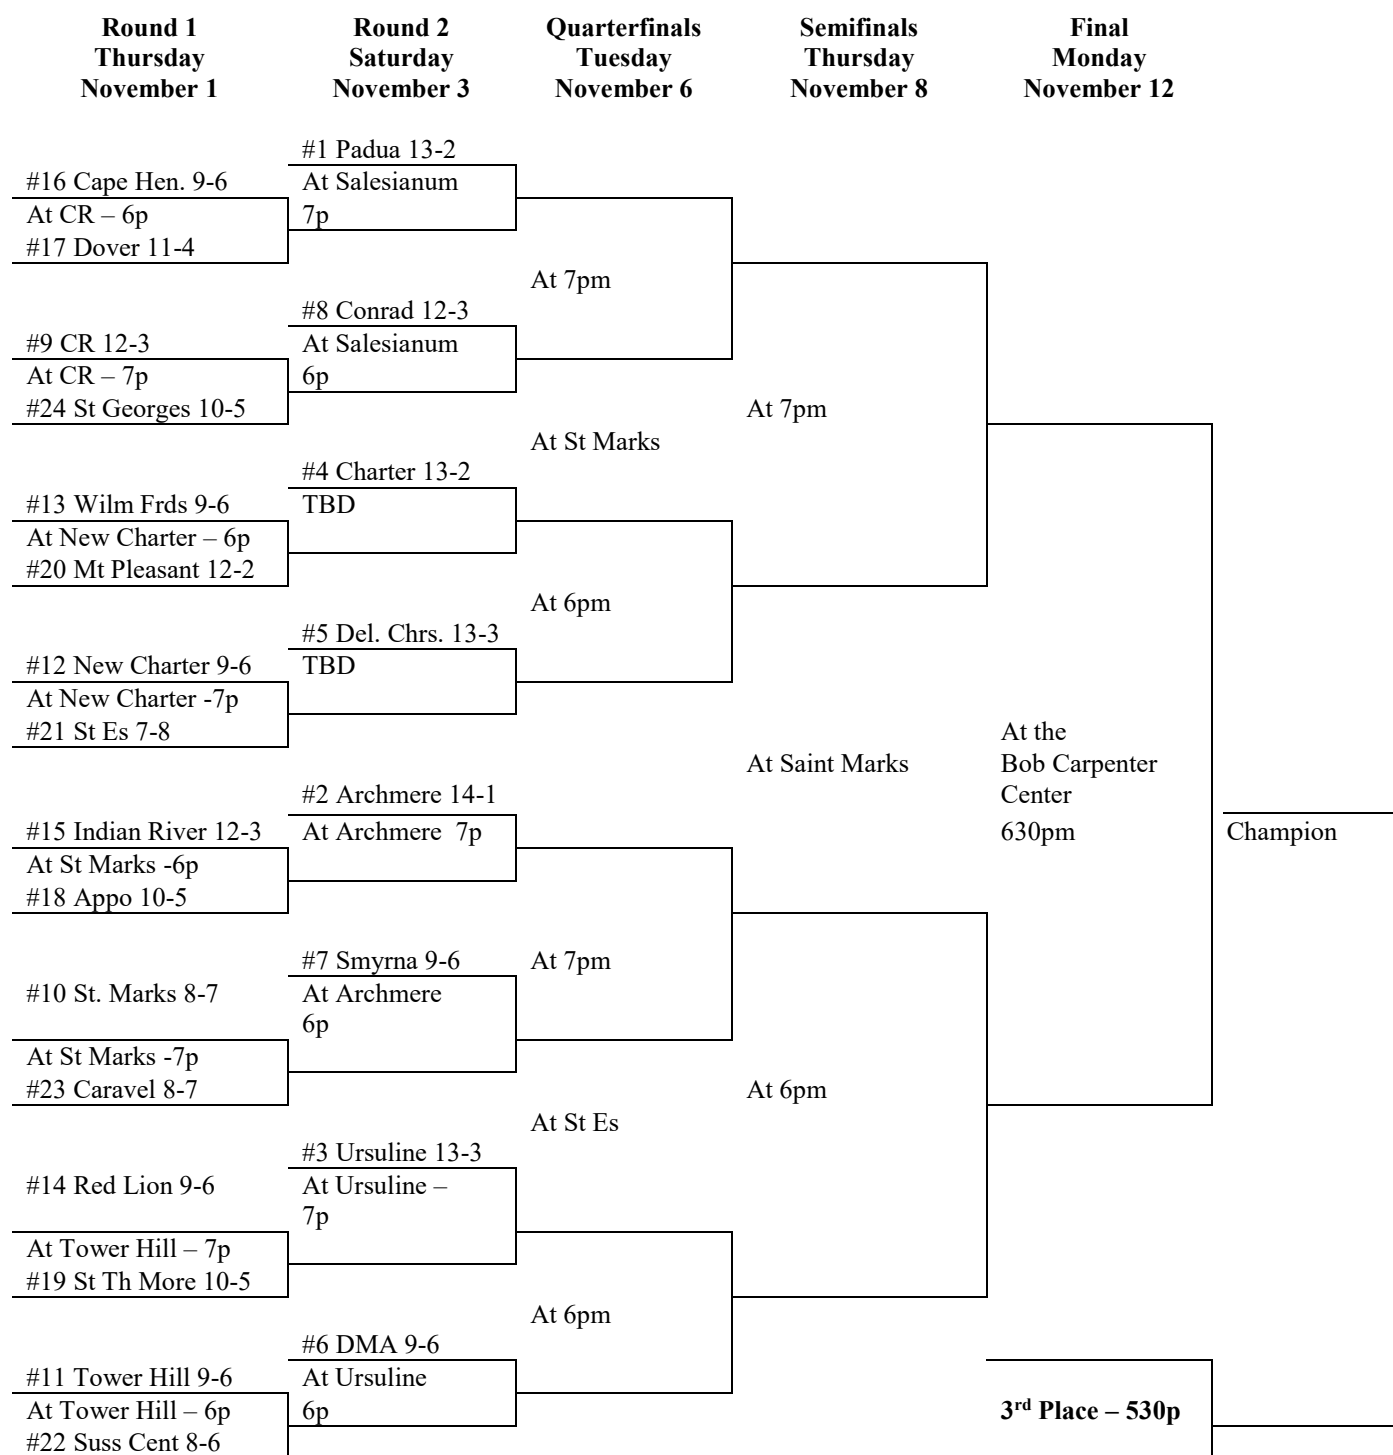 Round 1
Thursday
November 1
Round 2
Saturday
November 3
Quarterfinals
Tuesday
November 6
Semifinals
Thursday
November 8
Final
Monday
November 12
#16 Cape Hen. 9-6
At CR – 6p
#17 Dover 11-4
#9 CR 12-3
At CR – 7p
#24 St Georges 10-5
#13 Wilm Frds 9-6
At New Charter – 6p
#20 Mt Pleasant 12-2
#12 New Charter 9-6
At New Charter -7p
#21 St Es 7-8
#15 Indian River 12-3
At St Marks -6p
#18 Appo 10-5
#10 St. Marks 8-7
At St Marks -7p
#23 Caravel 8-7
#14 Red Lion 9-6
At Tower Hill – 7p
#19 St Th More 10-5
#11 Tower Hill 9-6
At Tower Hill – 6p
#22 Suss Cent 8-6
#1 Padua 13-2
At Salesianum
7p
#8 Conrad 12-3
At Salesianum
6p
#4 Charter 13-2
TBD
#5 Del. Chrs. 13-3
TBD
#2 Archmere 14-1
At Archmere 7p
#7 Smyrna 9-6
At Archmere
6p
#3 Ursuline 13-3
At Ursuline –
7p
#6 DMA 9-6
At Ursuline
6p
At 7pm
At St Marks
At 6pm
At 7pm
At St Es
At 6pm
At 7pm
At Saint Marks
At 6pm
At the
Bob Carpenter
Center
630pm
Champion
3rd Place – 530p